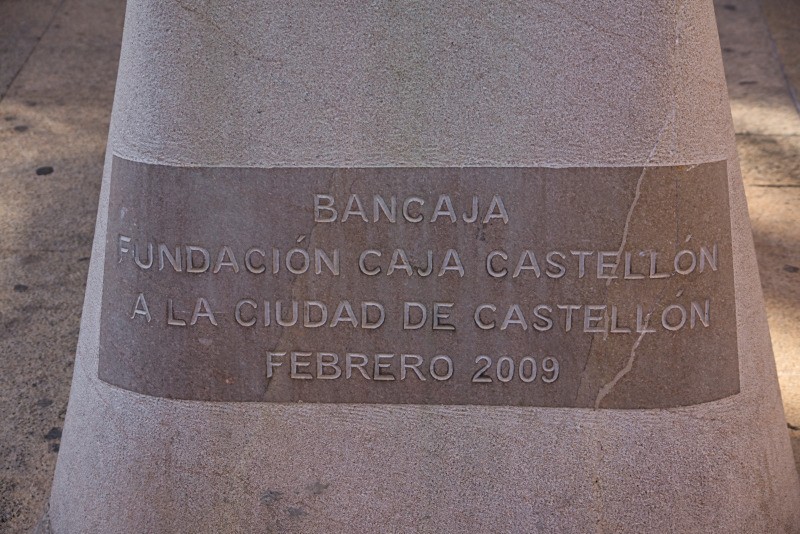 BANCAJA
FUNDACIÓN CAJA CASTELLÓN
A LA CIUDAD DE CASTELLÓN
FEBRERO 2009